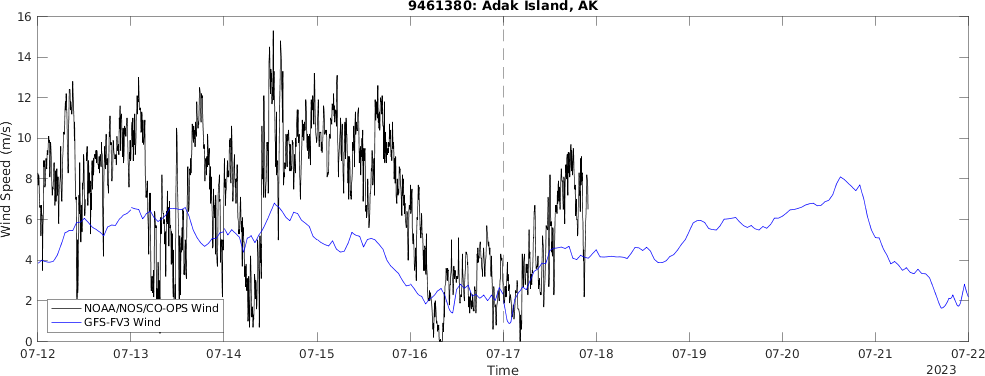 9461380: Adak Island, AK
Wind Speed (m/s)
16
14
12
10
8
6
4
2
0
NOAA/NOS/CO-OPS Wind
GFS-FV3 Wind
07-12 07-13 07-14 07-15 07-16 07-17 07-18 07-19 07-20 07-21 07-22
Time
2023